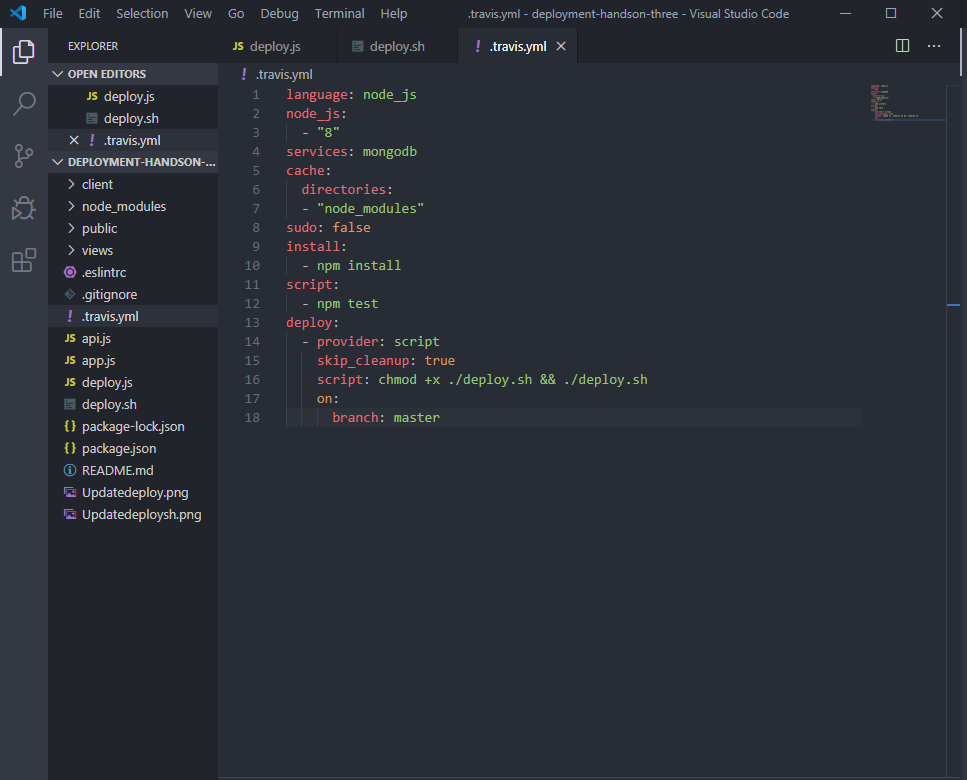 File Edit Selection View Go Debug Terminal Help .travis.yml - deployment-handson-three - Visual Studio Code
EXPLORER
JS deploy.js deploy.sh ! .travis.yml
OPEN EDITORS
JS deploy.js
deploy.sh
! .travis.yml
DEPLOYMENT-HANDSON-...
client
node_modules
public
views
.eslintrc
.gitignore
! .travis.yml
JS api.js
JS app.js
JS deploy.js
deploy.sh
{} package-lock.json
{} package.json
README.md
Updatedeploy.png
Updatedeploysh.png
! .travis.yml
1 language: node_js
2 node_js:
3 - "8"
4 services: mongodb
5 cache:
6 directories:
7 - "node_modules"
8 sudo: false
9 install:
10 - npm install
11 script:
12 - npm test
13 deploy:
14 - provider: script
15 skip_cleanup: true
16 script: chmod +x ./deploy.sh && ./deploy.sh
17 on:
18 branch: master